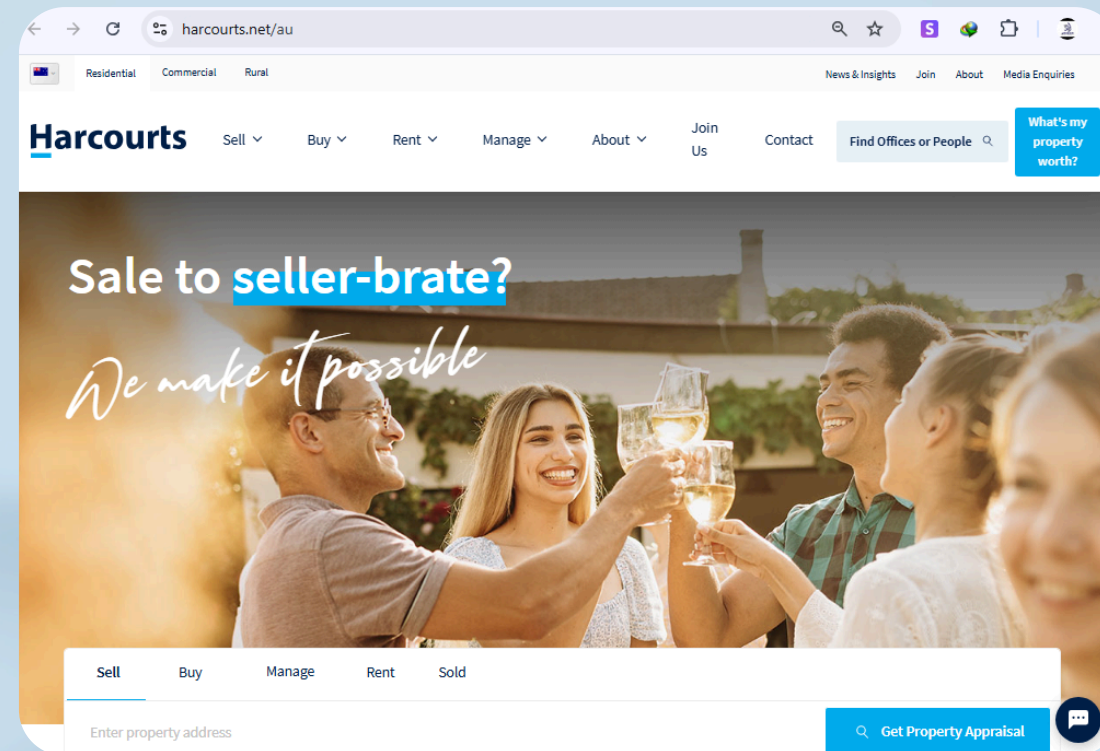 harcourts.net/au
Residential Commercial Rural News & Insights Join About Media Enquiries
Harcourts Sell Buy Rent Manage About Join Us Contact Find Offices or People What's my property worth?
Sale to seller-brate?
We make it possible
Sell Buy Manage Rent Sold
Enter property address Get Property Appraisal